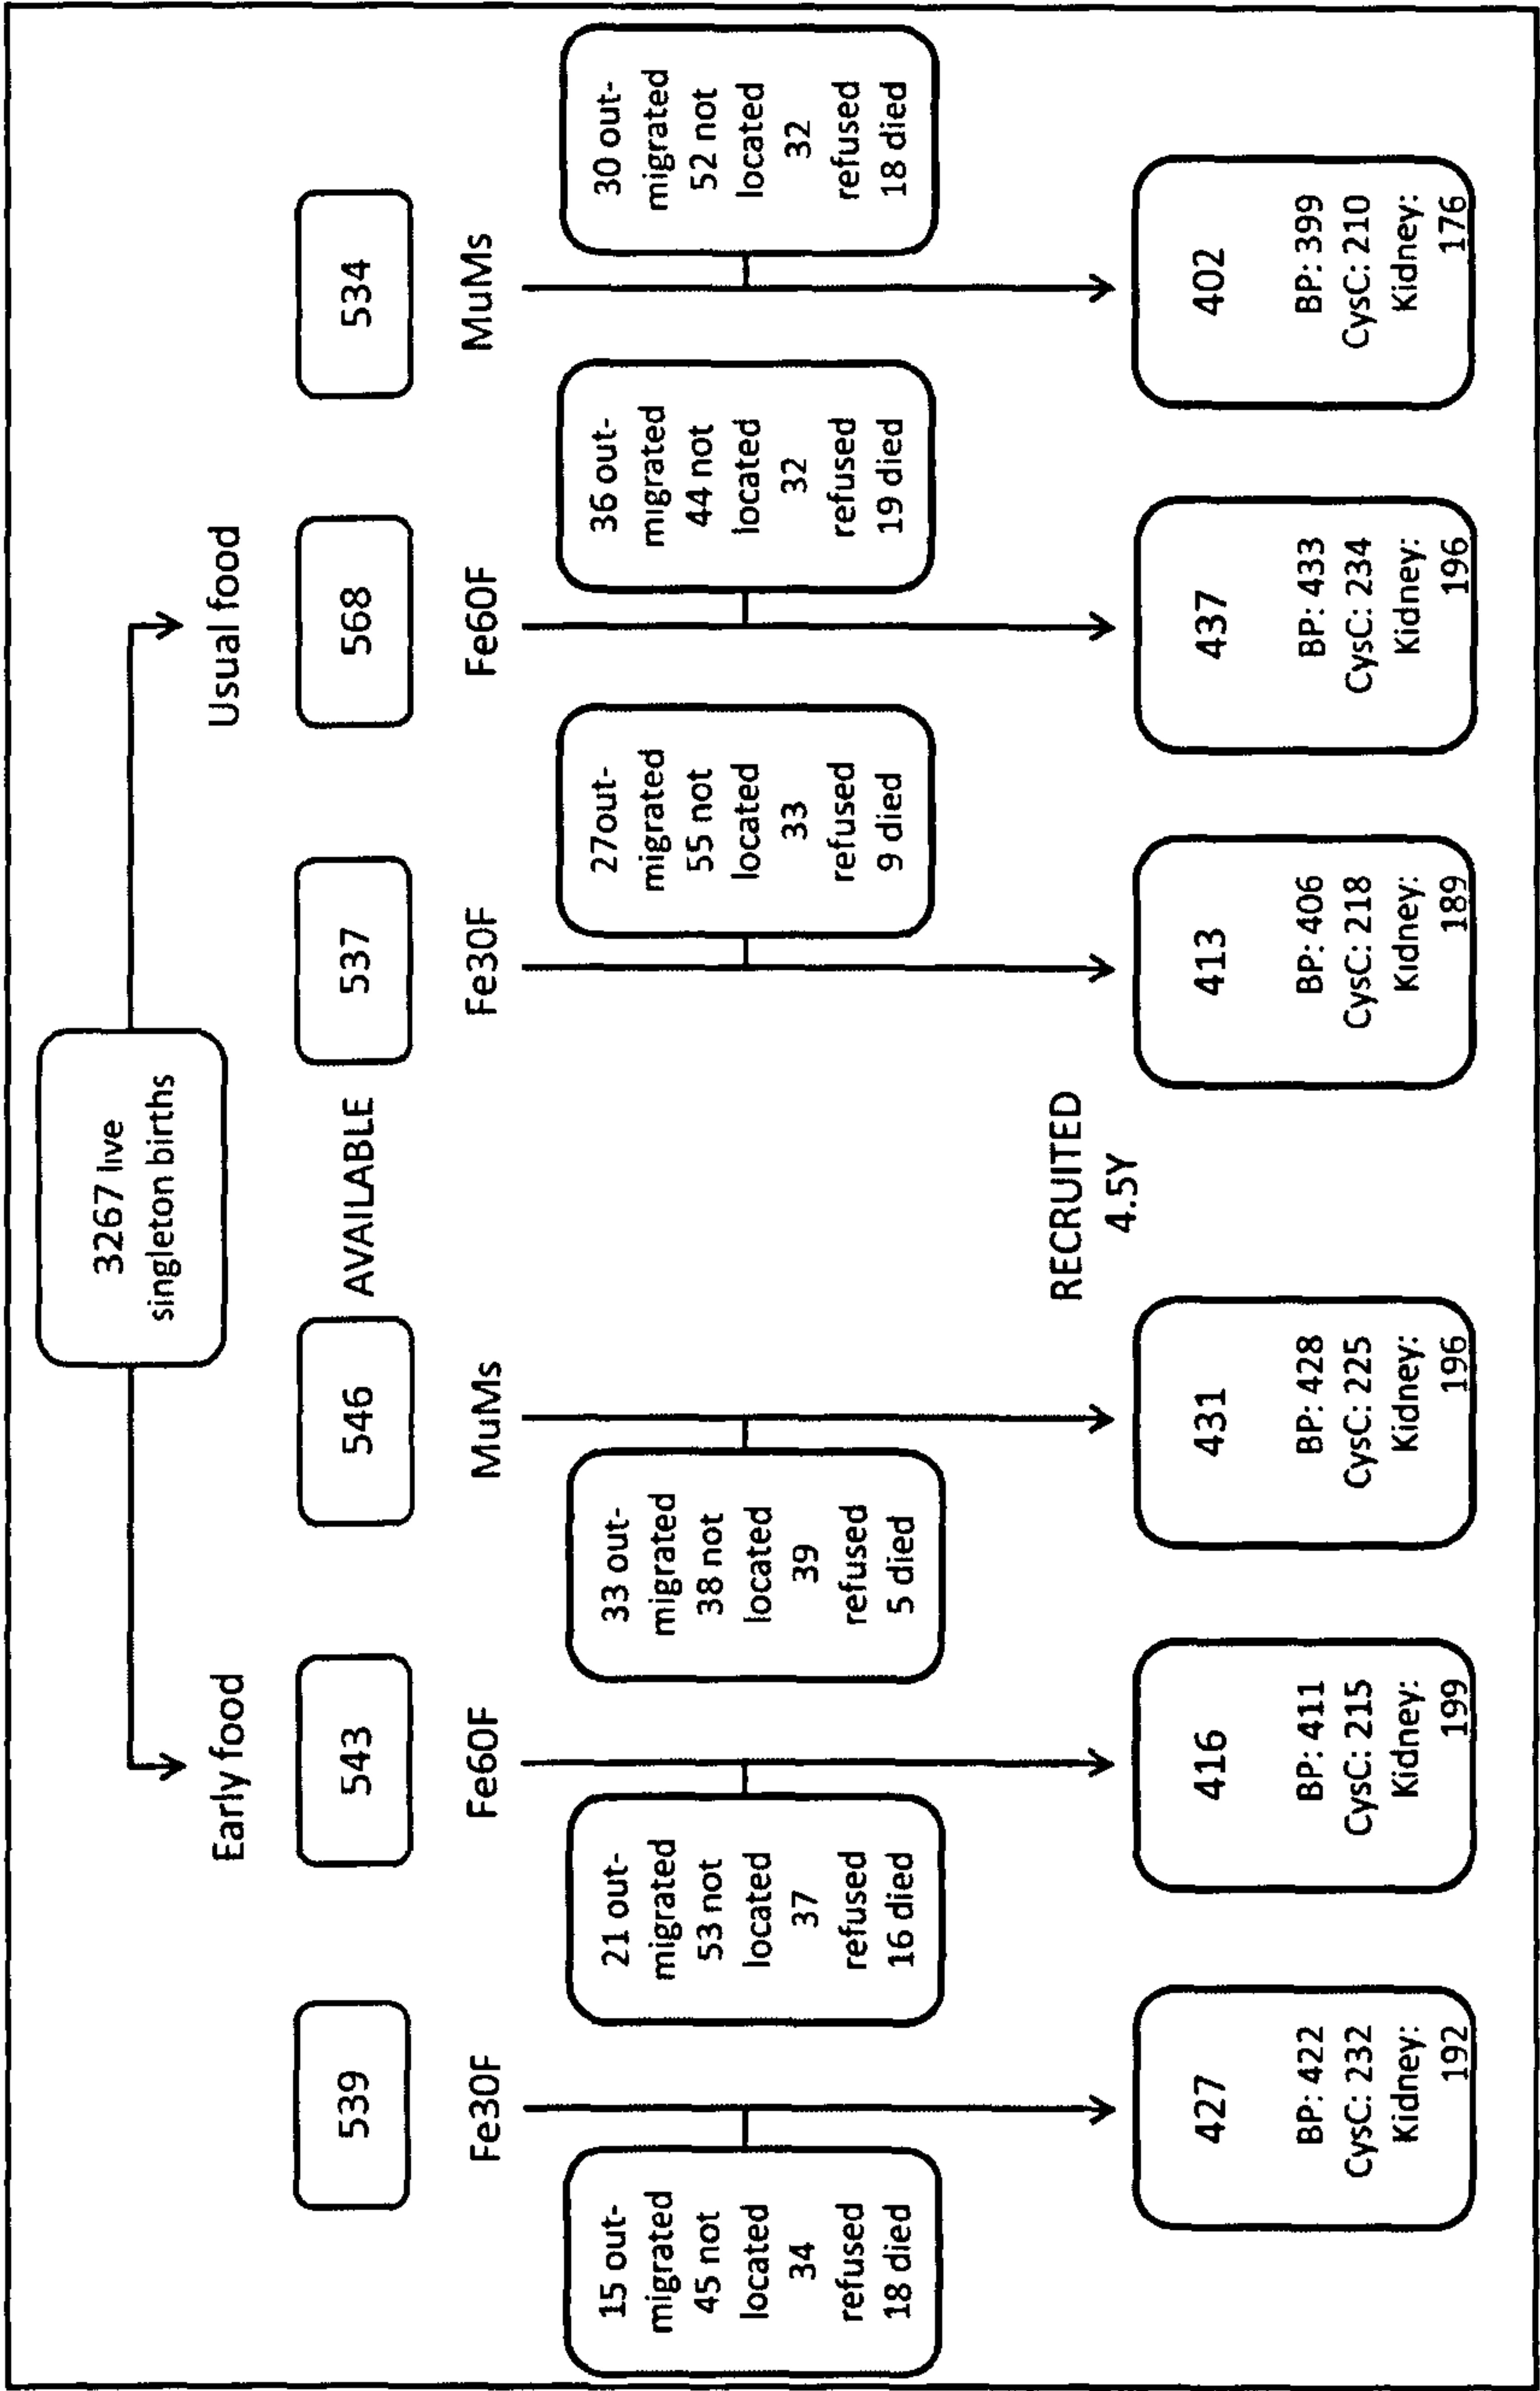 3267 live
singleton births
Early food
Usual food
539
543
546
AVAILABLE
537
568
534
Fe30F
Fe60F
MuMs
Fe30F
Fe60F
MuMs
15 out-
migrated
45 not
located
34
refused
18 died
21 out-
migrated
53 not
located
37
refused
16 died
33 out-
migrated
38 not
located
39
refused
5 died
27out-
migrated
55 not
located
33
refused
9 died
36 out-
migrated
44 not
located
32
refused
19 died
30 out-
migrated
52 not
located
32
refused
18 died
RECRUITED
4.5Y
427
BP: 422
CysC: 232
Kidney:
192
416
BP: 411
CysC: 215
Kidney:
199
431
BP: 428
CysC: 225
Kidney:
196
413
BP: 406
CysC: 218
Kidney:
189
437
BP: 433
CysC: 234
Kidney:
196
402
BP: 399
CysC: 210
Kidney:
176